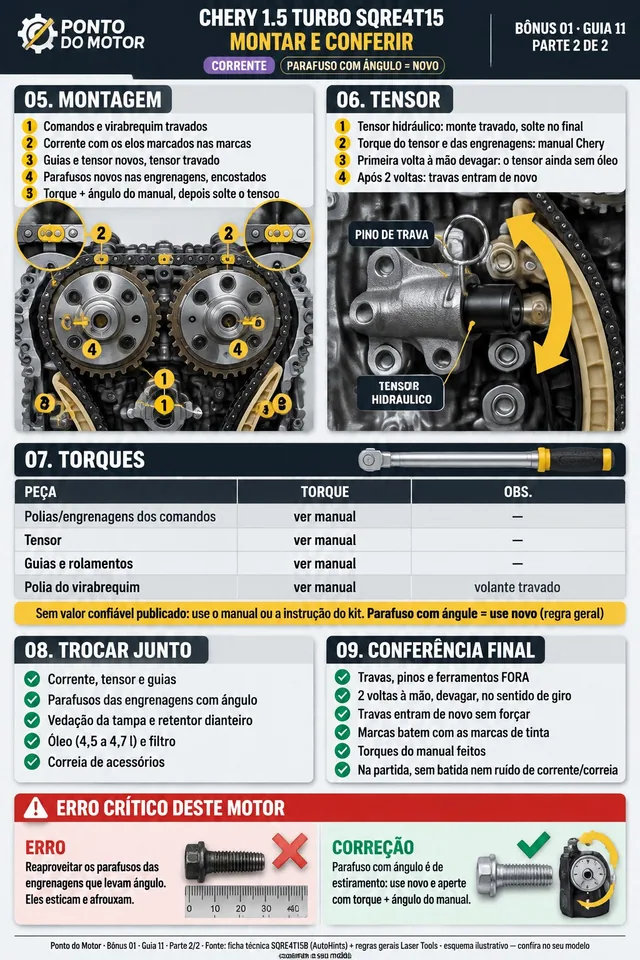 PONTO
DO MOTOR
CHERY 1.5 TURBO SQRE4T15
MONTAR E CONFERIR
CORRENTE
PARAFUSO COM ÂNGULO = NOVO
BÔNUS 01 · GUIA 11
PARTE 2 DE 2
05. MONTAGEM
1 Comandos e virabrequim travados
2 Corrente com os elos marcados nas marcas
3 Guias e tensor novos, tensor travado
4 Parafusos novos nas engrenagens, encostados
3 Torque + ângulo do manual, depois solte o tenso
2
2
4
4
1
1
06. TENSOR
1 Tensor hidráulico: monte travado, solte no final
2 Torque do tensor e das engrenagens: manual Chery
3 Primeira volta à mão devagar: o tensor ainda sem óleo
4 Após 2 voltas: travas entram de novo
PINO DE TRAVA
TENSOR
HIDRAULICO
07. TORQUES
PEÇA TORQUE OBS.
Polias/engrenagens dos comandos ver manual —
Tensor ver manual —
Guias e rolamentos ver manual —
Polia do virabrequim ver manual volante travado
Sem valor confiável publicado: use o manual ou a instrução do kit. Parafuso com ângule = use novo (regra geral)
08. TROCAR JUNTO
Corrente, tensor e guias
Parafusos das engrenagens com ângulo
Vedação da tampa e retentor dianteiro
Óleo (4,5 a 4,7 l) e filtro
Correia de acessórios
09. CONFERÊNCIA FINAL
Travas, pinos e ferramentos FORA
2 voltas à mão, devagar, no sentido de giro
Travas entram de novo sem forçar
Marcas batem com as marcas de tinta
Torques do manual feitos
Na partida, sem batida nem ruído de corrente/correia
ERRO CRÍTICO DESTE MOTOR
ERRO
Reaproveitar os parafusos das
engrenagens que levam ângulo.
Eles esticam e afrouxam.
10 20 30 40
CORREÇÃO
Parafuso com ângulo é de
estiramento: use novo e aperte
com torque + ângulo do manual.
Ponto do Motor · Bônus 01 · Guia 11 · Parte 2/2 · Fonte: ficha técnica SQRE4T15B (AutoHints) + regras gerais Laser Tools - esquema ilustrativo — confira no seu modelo